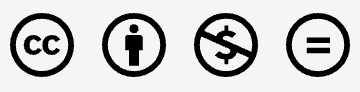 cc $ =